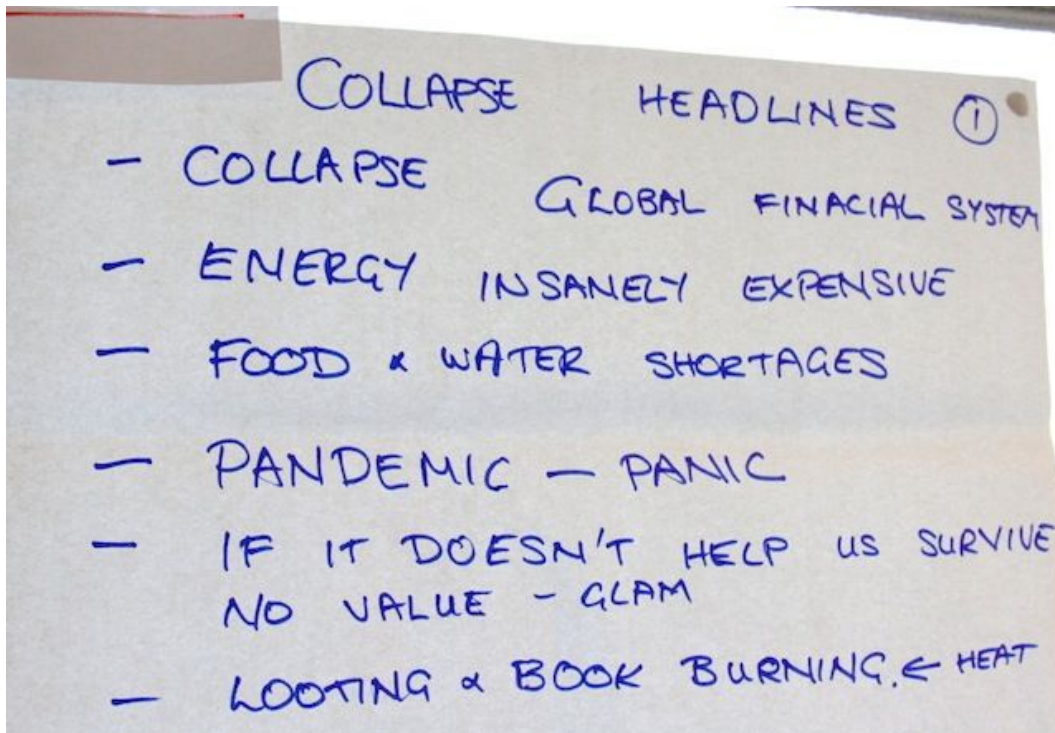 COLLAPSE HEADLINES ①
- COLLAPSE GLOBAL FINACIAL SYSTEM
- ENERGY INSANELY EXPENSIVE
- FOOD & WATER SHORTAGES
- PANDEMIC - PANIC
- IF IT DOESN'T HELP US SURVIVE
NO VALUE - GLAM
- LOOTING & BOOK BURNING. ← HEAT